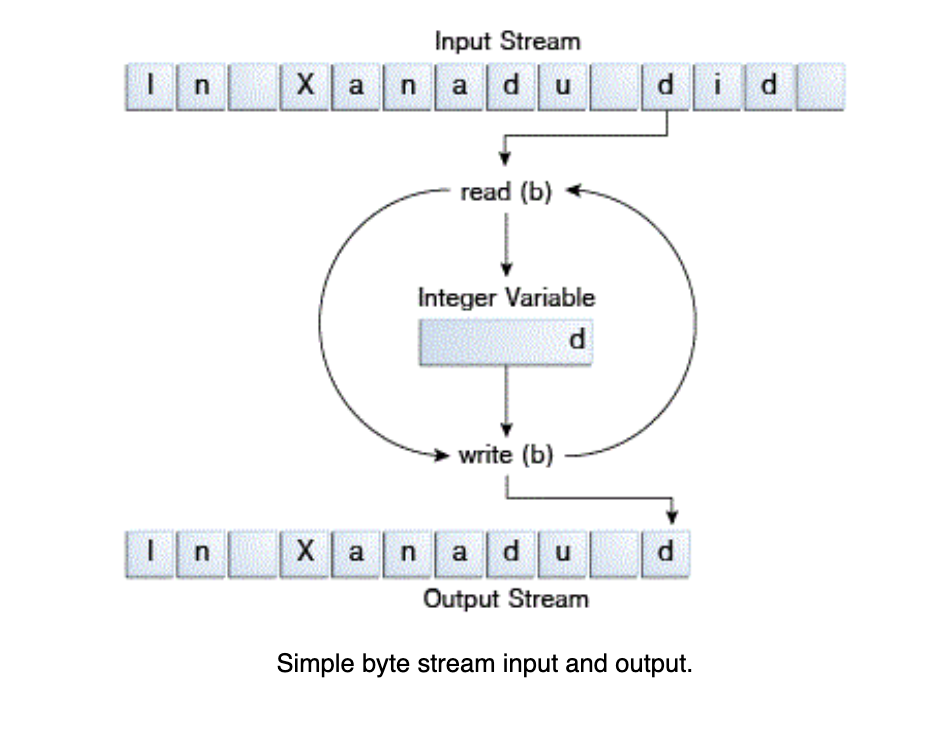 Input Stream
I n   X a n a d u   d i d
read (b)
Integer Variable
d
write (b)
I n   X a n a d u   d
Output Stream
Simple byte stream input and output.